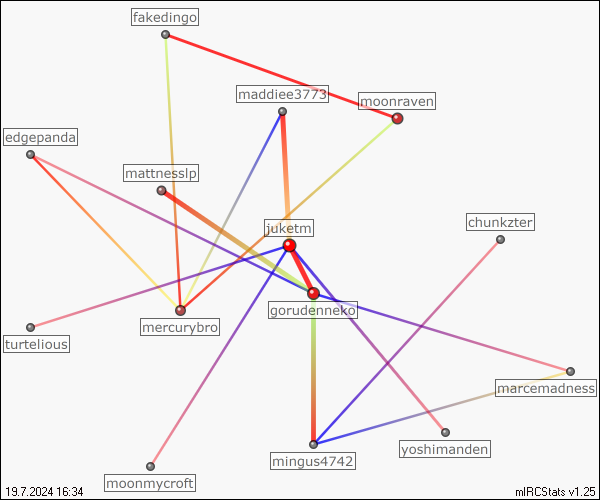 fakedingo
maddiee3773
moonraven
edgepanda
mattnesslp
chunkzter
juketm
gorudenneko
mercurybro
turtelious
marcemadness
yoshimanden
mingus4742
moonmycroft
19.7.2024 16:34
mIRCStats v1.25